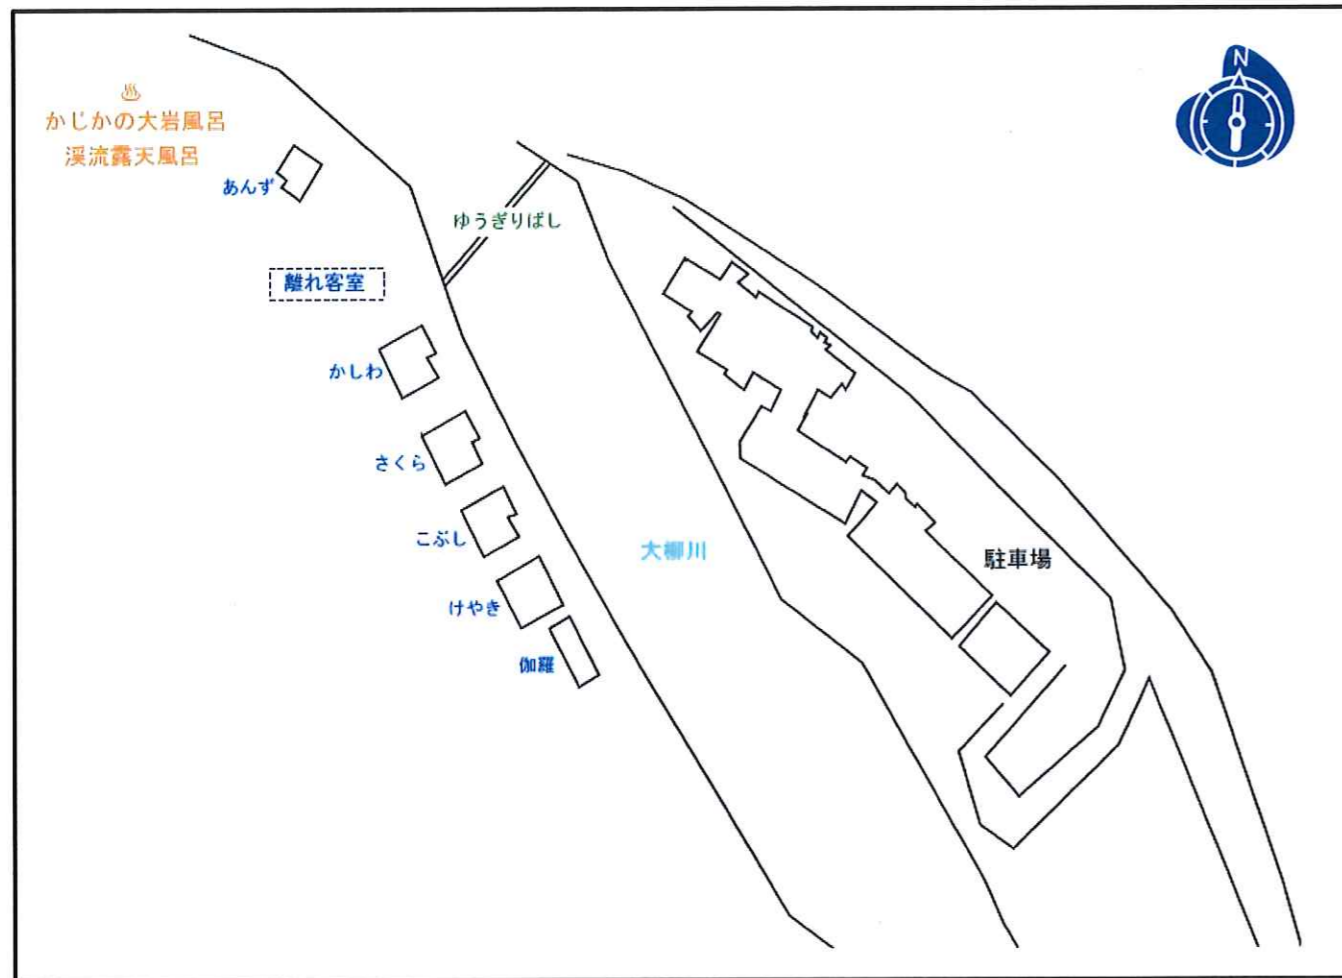 N
♨
かじかの大岩風呂
渓流露天風呂
あんず
ゆうぎりばし
離れ客室
かしわ
さくら
こぶし
大柳川
駐車場
けやき
伽羅